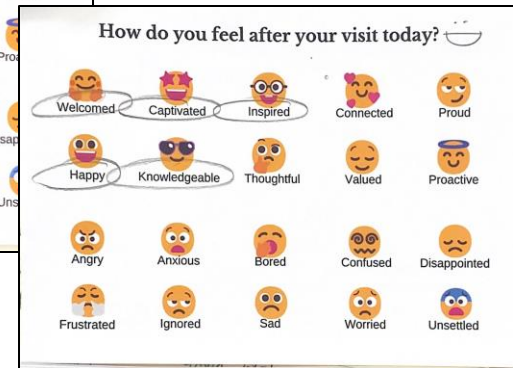 How do you feel after your visit today?
Welcomed Captivated Inspired Connected Proud
Happy Knowledgeable Thoughtful Valued Proactive
Angry Anxious Bored Confused Disappointed
Frustrated Ignored Sad Worried Unsettled